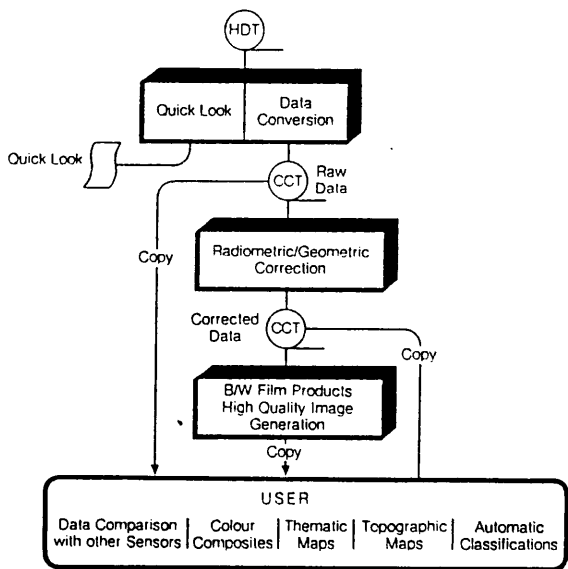 HDT
Quick Look
Data
Conversion
Quick Look
CCT
Raw
Data
Copy
Radiometric/Geometric
Correction
Corrected
Data
CCT
Copy
B/W Film Products
High Quality Image
Generation
Copy
USER
Data Comparison
with other Sensors
Colour
Composites
Thematic
Maps
Topographic
Maps
Automatic
Classifications